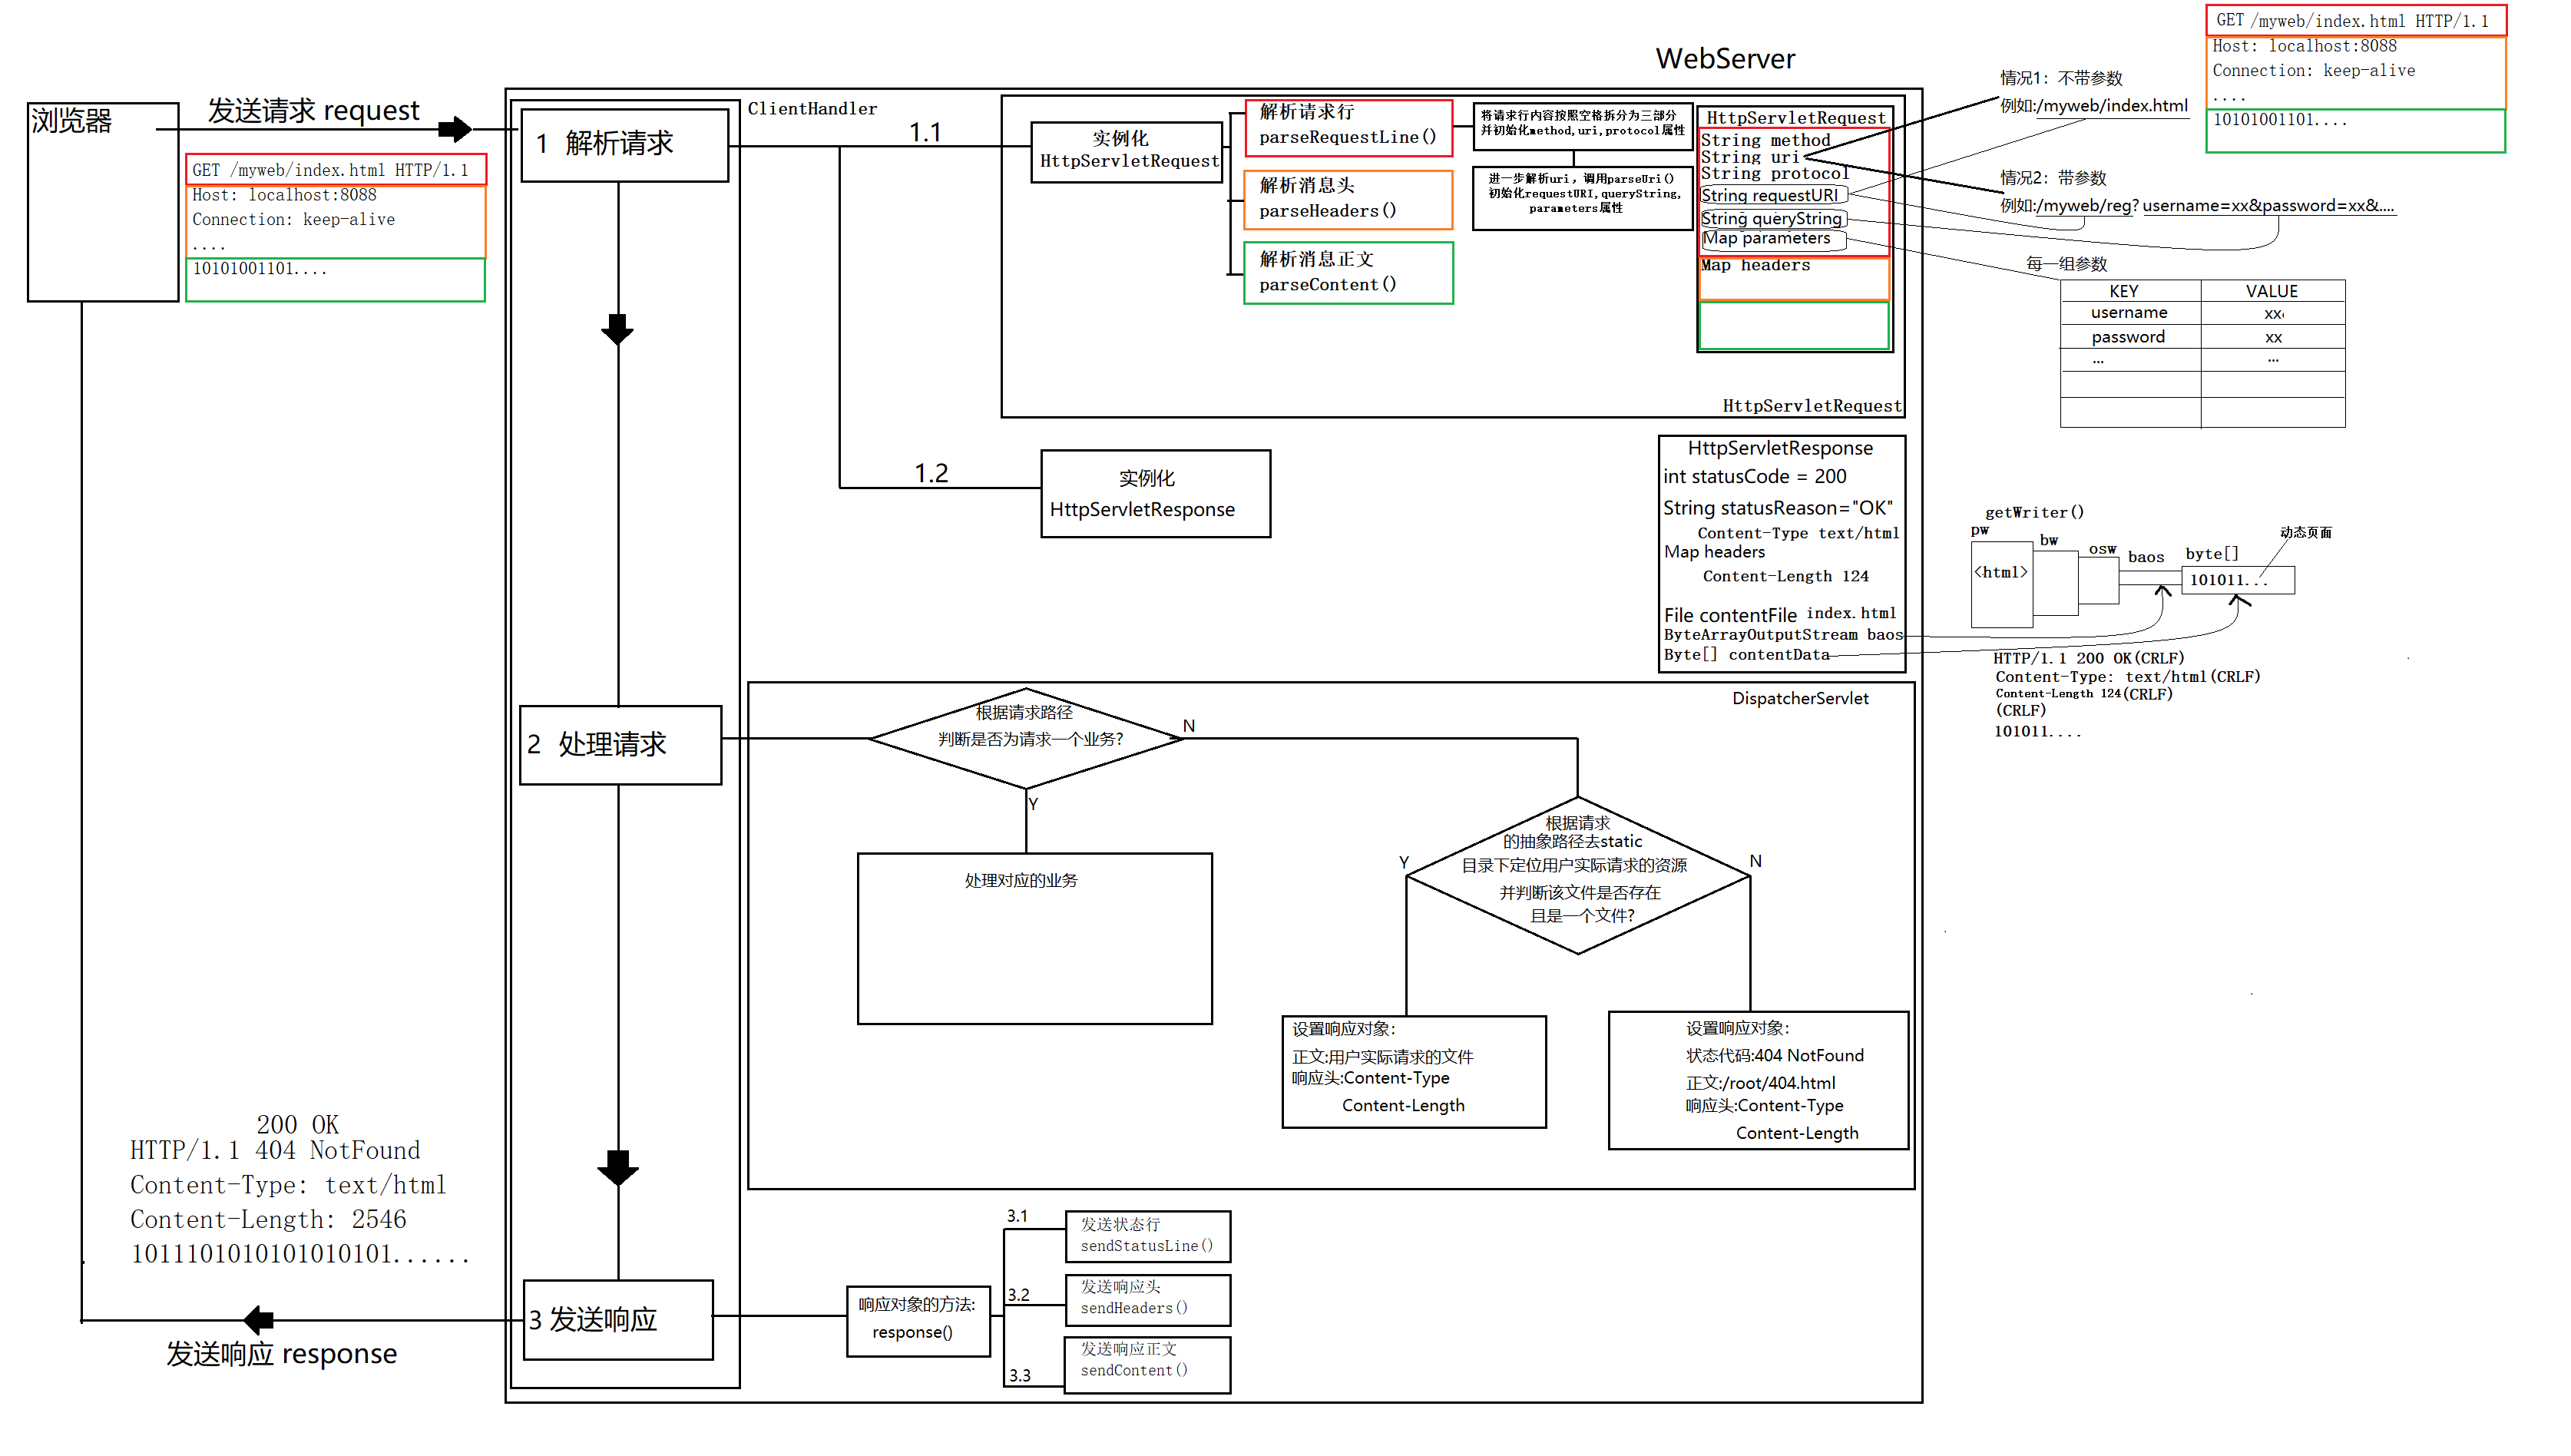 WebServer
浏览器
发送请求 request
GET /myweb/index.html HTTP/1.1
Host: localhost:8088
Connection: keep-alive
....
10101001101....
ClientHandler
1 解析请求
1.1
实例化
HttpServletRequest
解析请求行
parseRequestLine()
解析消息头
parseHeaders()
解析消息正文
parseContent()
将请求行内容按照空格拆分为三部分
并初始化method,uri,protocol属性
进一步解析uri，调用parseUri()
初始化requestURI,queryString,
parameters属性
HttpServletRequest
String method
String uri
String protocol
String requestURI
String queryString
Map parameters
Map headers
HttpServletRequest
情况1：不带参数
例如:/myweb/index.html
情况2：带参数
例如:/myweb/reg? username=xx&password=xx&....
GET /myweb/index.html HTTP/1.1
Host: localhost:8088
Connection: keep-alive
....
10101001101....
每一组参数
KEY VALUE
username xx
password xx
... ...
1.2
实例化
HttpServletResponse
HttpServletResponse
int statusCode = 200
String statusReason="OK"
Content-Type text/html
Map headers
Content-Length 124
File contentFile index.html
ByteArrayOutputStream baos
Byte[] contentData
getWriter()
pw
bw
osw
baos
byte[]
动态页面
<html>
101011...
HTTP/1.1 200 OK(CRLF)
Content-Type: text/html(CRLF)
Content-Length 124(CRLF)
(CRLF)
101011....
2 处理请求
DispatcherServlet
根据请求路径
判断是否为请求一个业务?
N
Y
处理对应的业务
根据请求
的抽象路径去static
目录下定位用户实际请求的资源
并判断该文件是否存在
且是一个文件?
Y
N
设置响应对象：
正文:用户实际请求的文件
响应头:Content-Type
Content-Length
设置响应对象：
状态代码:404 NotFound
正文:/root/404.html
响应头:Content-Type
Content-Length
200 OK
HTTP/1.1 404 NotFound
Content-Type: text/html
Content-Length: 2546
10111010101010101......
3 发送响应
响应对象的方法:
response()
3.1
发送状态行
sendStatusLine()
3.2
发送响应头
sendHeaders()
3.3
发送响应正文
sendContent()
发送响应 response